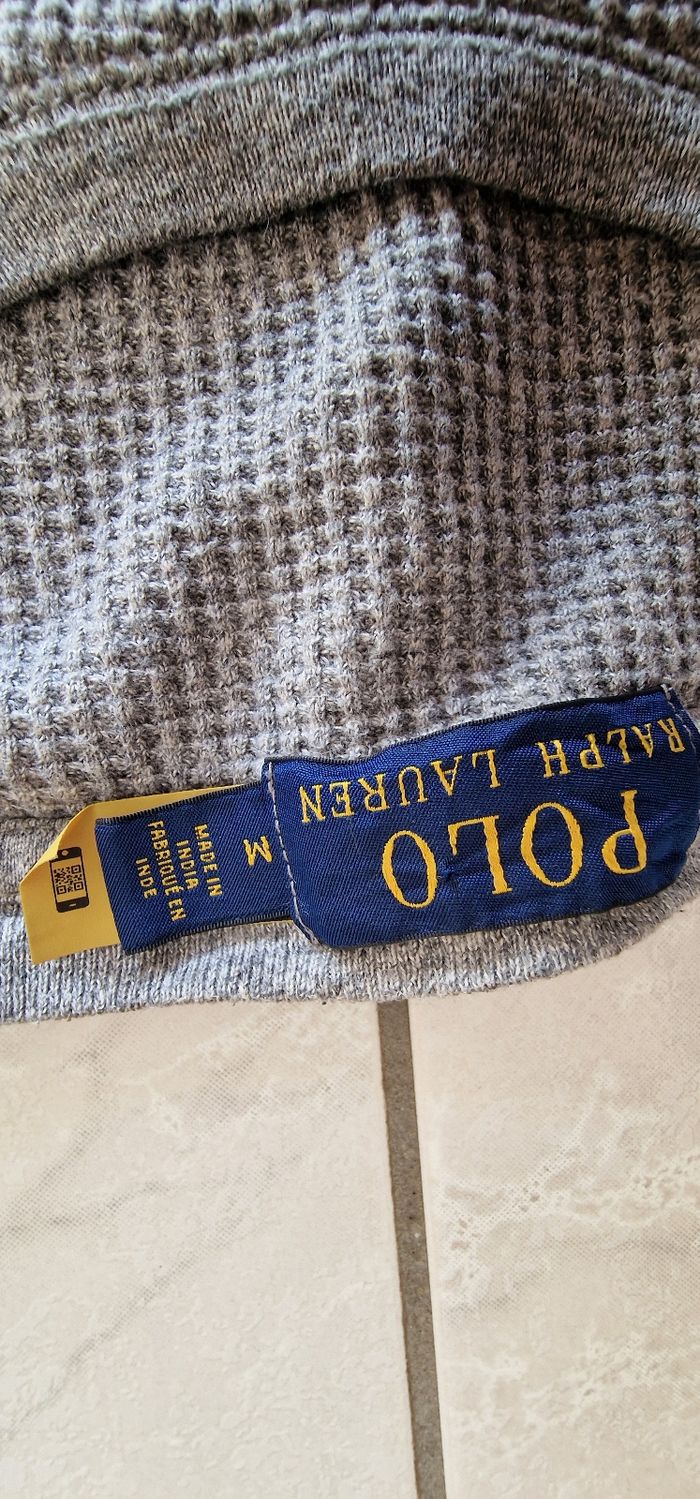 POLO
RALPH LAUREN
M
MADE IN
INDIA
FABRIQUÉ EN
INDE